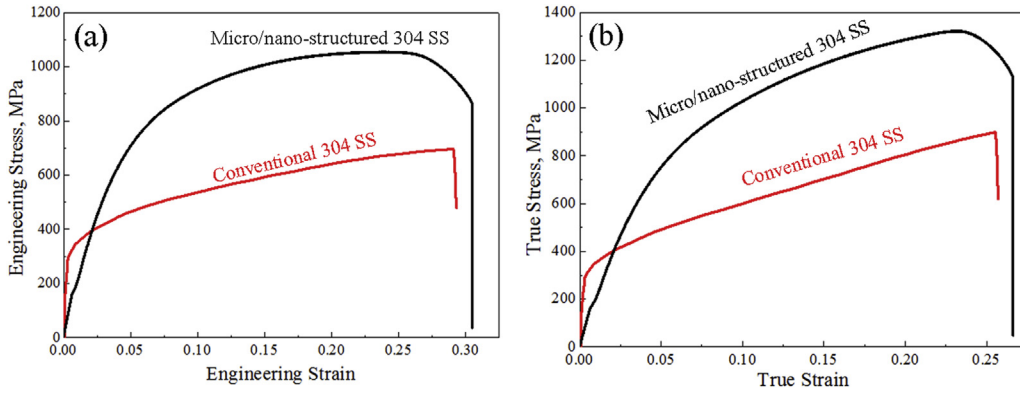 (a)
Micro/nano-structured 304 SS
Conventional 304 SS
Engineering Stress, MPa
1200
1000
800
600
400
200
0
0.00 0.05 0.10 0.15 0.20 0.25 0.30
Engineering Strain
(b)
Micro/nano-structured 304 SS
Conventional 304 SS
True Stress, MPa
1400
1200
1000
800
600
400
200
0
0.00 0.05 0.10 0.15 0.20 0.25
True Strain